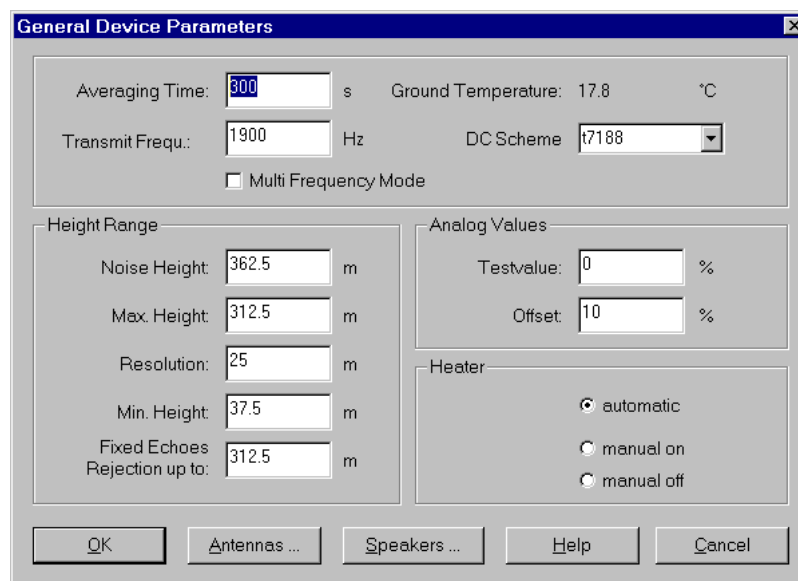 General Device Parameters
Averaging Time: 300 s Ground Temperature: 17.8 °C
Transmit Frequ.: 1900 Hz DC Scheme t7188
Multi Frequency Mode
Height Range
Noise Height: 362.5 m
Max. Height: 312.5 m
Resolution: 25 m
Min. Height: 37.5 m
Fixed Echoes
Rejection up to: 312.5 m
Analog Values
Testvalue: 0 %
Offset: 10 %
Heater
automatic
manual on
manual off
OK Antennas ... Speakers ... Help Cancel